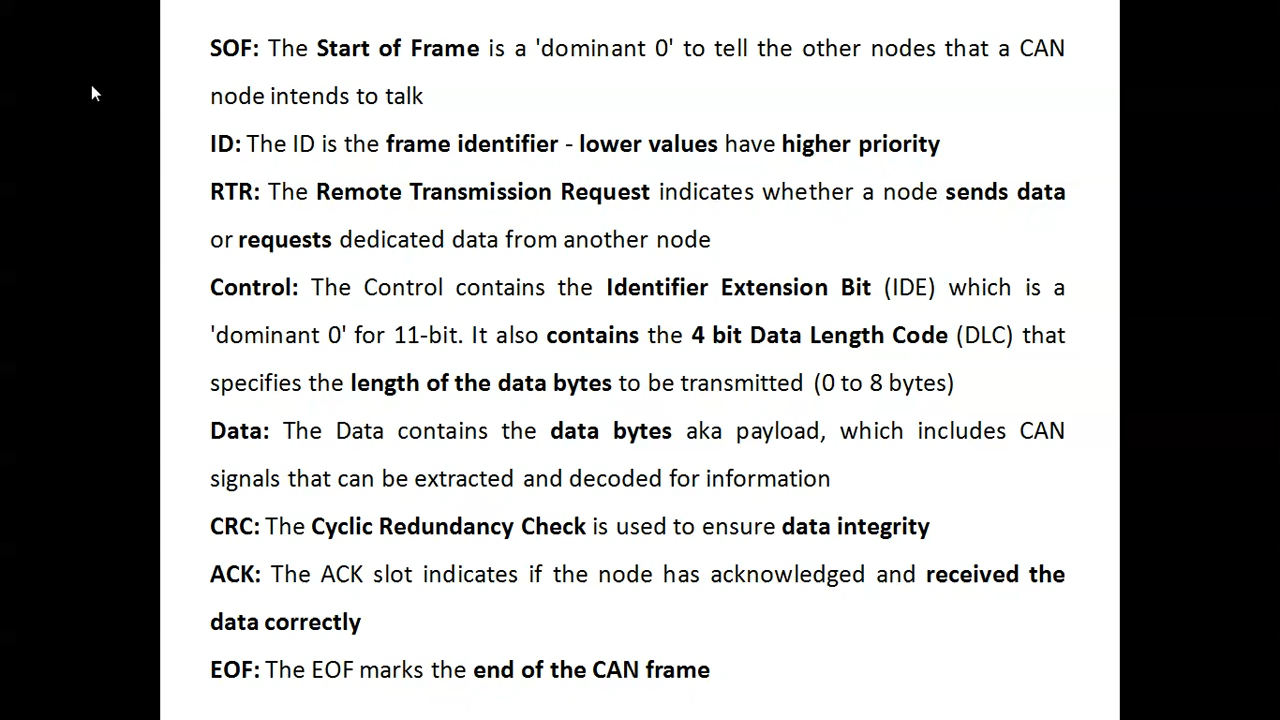 SOF: The Start of Frame is a 'dominant 0' to tell the other nodes that a CAN
node intends to talk
ID: The ID is the frame identifier - lower values have higher priority
RTR: The Remote Transmission Request indicates whether a node sends data
or requests dedicated data from another node
Control: The Control contains the Identifier Extension Bit (IDE) which is a
'dominant 0' for 11-bit. It also contains the 4 bit Data Length Code (DLC) that
specifies the length of the data bytes to be transmitted (0 to 8 bytes)
Data: The Data contains the data bytes aka payload, which includes CAN
signals that can be extracted and decoded for information
CRC: The Cyclic Redundancy Check is used to ensure data integrity
ACK: The ACK slot indicates if the node has acknowledged and received the
data correctly
EOF: The EOF marks the end of the CAN frame